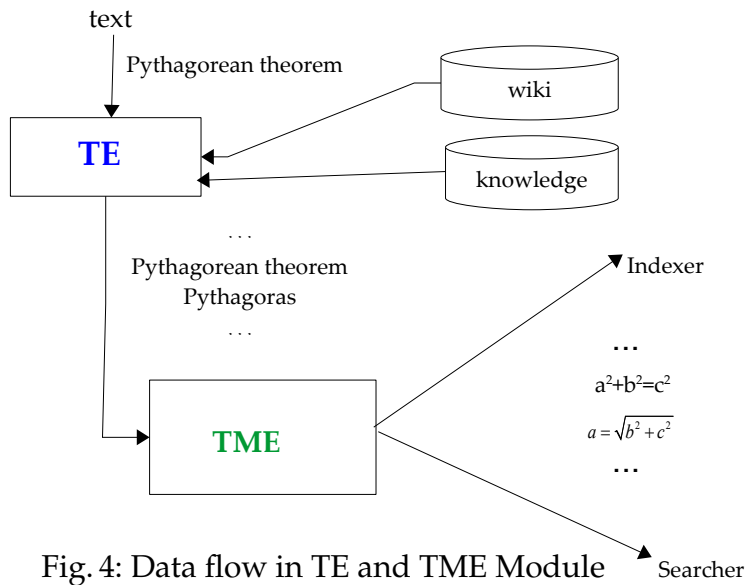 text
Pythagorean theorem
wiki
TE
knowledge
...
Pythagorean theorem
Pythagoras
...
Indexer
...
a²+b²=c²
a = √b² + c²
TME
...
Fig. 4: Data flow in TE and TME Module
Searcher